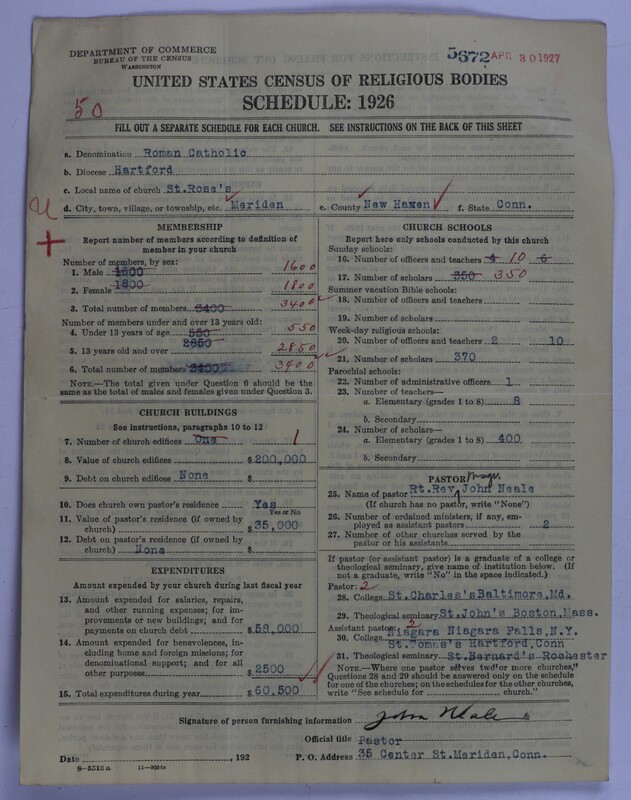 DEPARTMENT OF COMMERCE
BUREAU OF THE CENSUS
WASHINGTON
5672 APR 30 1927
UNITED STATES CENSUS OF RELIGIOUS BODIES
SCHEDULE: 1926
50
FILL OUT A SEPARATE SCHEDULE FOR EACH CHURCH. SEE INSTRUCTIONS ON THE BACK OF THIS SHEET
a. Denomination Roman Catholic
b. Diocese Hartford
c. Local name of church St.Rose's
d. City, town, village, or township, etc. Meriden e. County New Haven f. State Conn.
MEMBERSHIP
Report number of members according to definition of
member in your church
Number of members, by sex:
1. Male 1600 1600
2. Female 1800 1800
3. Total number of members 3400 3400
Number of members under and over 13 years old:
4. Under 13 years of age 550 550
5. 13 years old and over 2850 2850
6. Total number of members 3400 3400
NOTE.—The total given under Question 6 should be the
same as the total of males and females given under Question 3.
CHURCH BUILDINGS
See instructions, paragraphs 10 to 12
7. Number of church edifices One 1
8. Value of church edifices $200,000
9. Debt on church edifices None $
10. Does church own pastor's residence Yes
Yes or No
11. Value of pastor's residence (if owned by
church) $35,000
12. Debt on pastor's residence (if owned by
church) None $
EXPENDITURES
Amount expended by your church during last fiscal year
13. Amount expended for salaries, repairs,
and other running expenses; for im-
provements or new buildings; and for
payments on church debt $58,000
14. Amount expended for benevolences, in-
cluding home and foreign missions; for
denominational support; and for all
other purposes $2500
15. Total expenditures during year $60,500
CHURCH SCHOOLS
Report here only schools conducted by this church
Sunday schools:
16. Number of officers and teachers 4 10 6
17. Number of scholars 350 350
Summer vacation Bible schools:
18. Number of officers and teachers
19. Number of scholars
Week-day religious schools:
20. Number of officers and teachers 2 10
21. Number of scholars 370
Parochial schools:
22. Number of administrative officers 1
23. Number of teachers—
a. Elementary (grades 1 to 8) 8
b. Secondary
24. Number of scholars—
a. Elementary (grades 1 to 8) 400
b. Secondary
PASTOR
25. Name of pastor Rt.Rev. Msgr. John Neale
(If church has no pastor, write "None")
26. Number of ordained ministers, if any, em-
ployed as assistant pastors 2
27. Number of other churches served by the
pastor or his assistants
If pastor (or assistant pastor) is a graduate of a college or
theological seminary, give name of institution below. (If
not a graduate, write "No" in the space indicated.)
Pastor: 2
28. College St.Charles's Baltimore,Md.
29. Theological seminary St.John's Boston,Mass.
Assistant pastor: 2
Niagara Niagara Falls,N.Y.
30. College St.Tomas's Hartford,Conn
31. Theological seminary St.Bernard's Rochester
NOTE.—Where one pastor serves two or more churches,
Questions 28 and 29 should be answered only on the schedule
for one of the churches; on the schedules for the other churches,
write "See schedule for church."
Signature of person furnishing information John Neale
Official title Pastor
Date , 192 P. O. Address 35 Center St.Meriden,Conn.